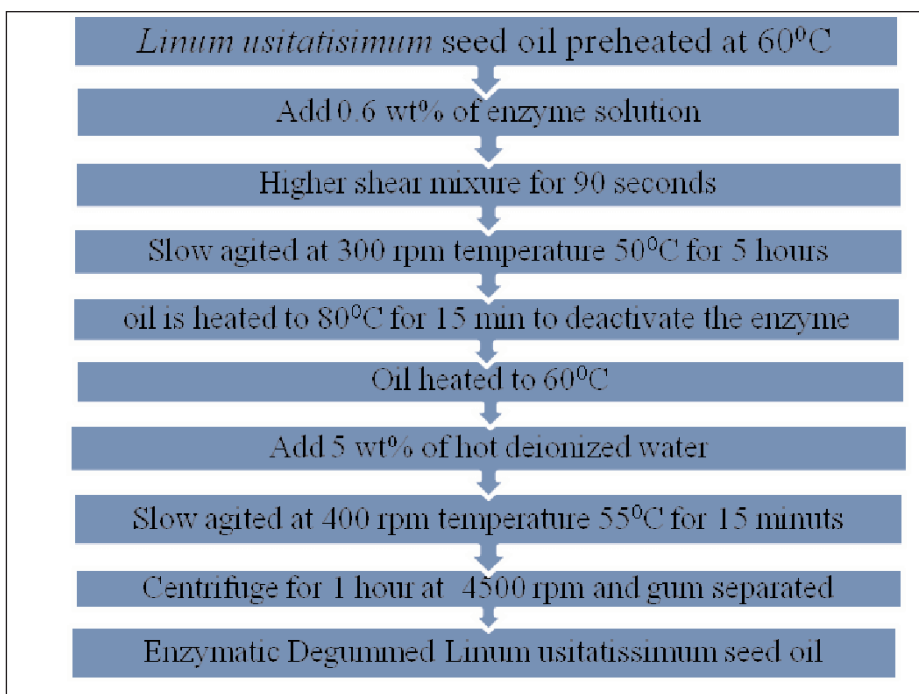 Linum usitatisimum seed oil preheated at 60⁰C
Add 0.6 wt% of enzyme solution
Higher shear mixure for 90 seconds
Slow agited at 300 rpm temperature 50⁰C for 5 hours
oil is heated to 80⁰C for 15 min to deactivate the enzyme
Oil heated to 60⁰C
Add 5 wt% of hot deionized water
Slow agited at 400 rpm temperature 55⁰C for 15 minuts
Centrifuge for 1 hour at 4500 rpm and gum separated
Enzymatic Degummed Linum usitatissimum seed oil